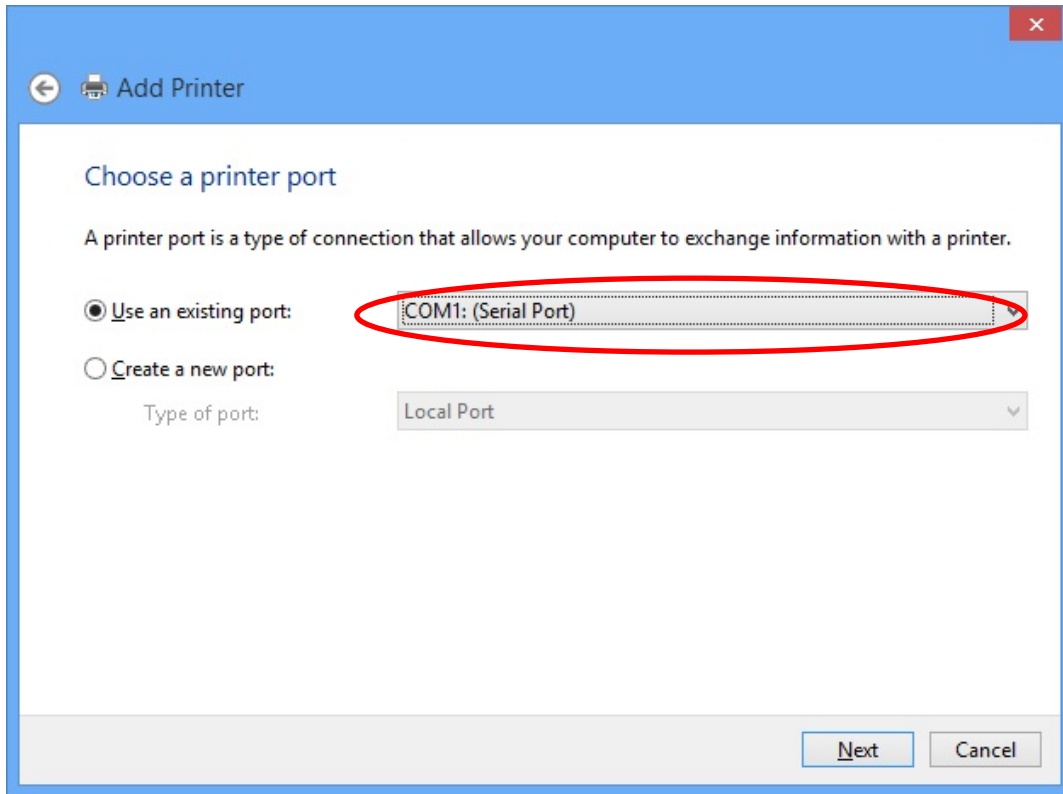 Add Printer
Choose a printer port
A printer port is a type of connection that allows your computer to exchange information with a printer.
Use an existing port: COM1: (Serial Port)
Create a new port:
Type of port: Local Port
Next Cancel